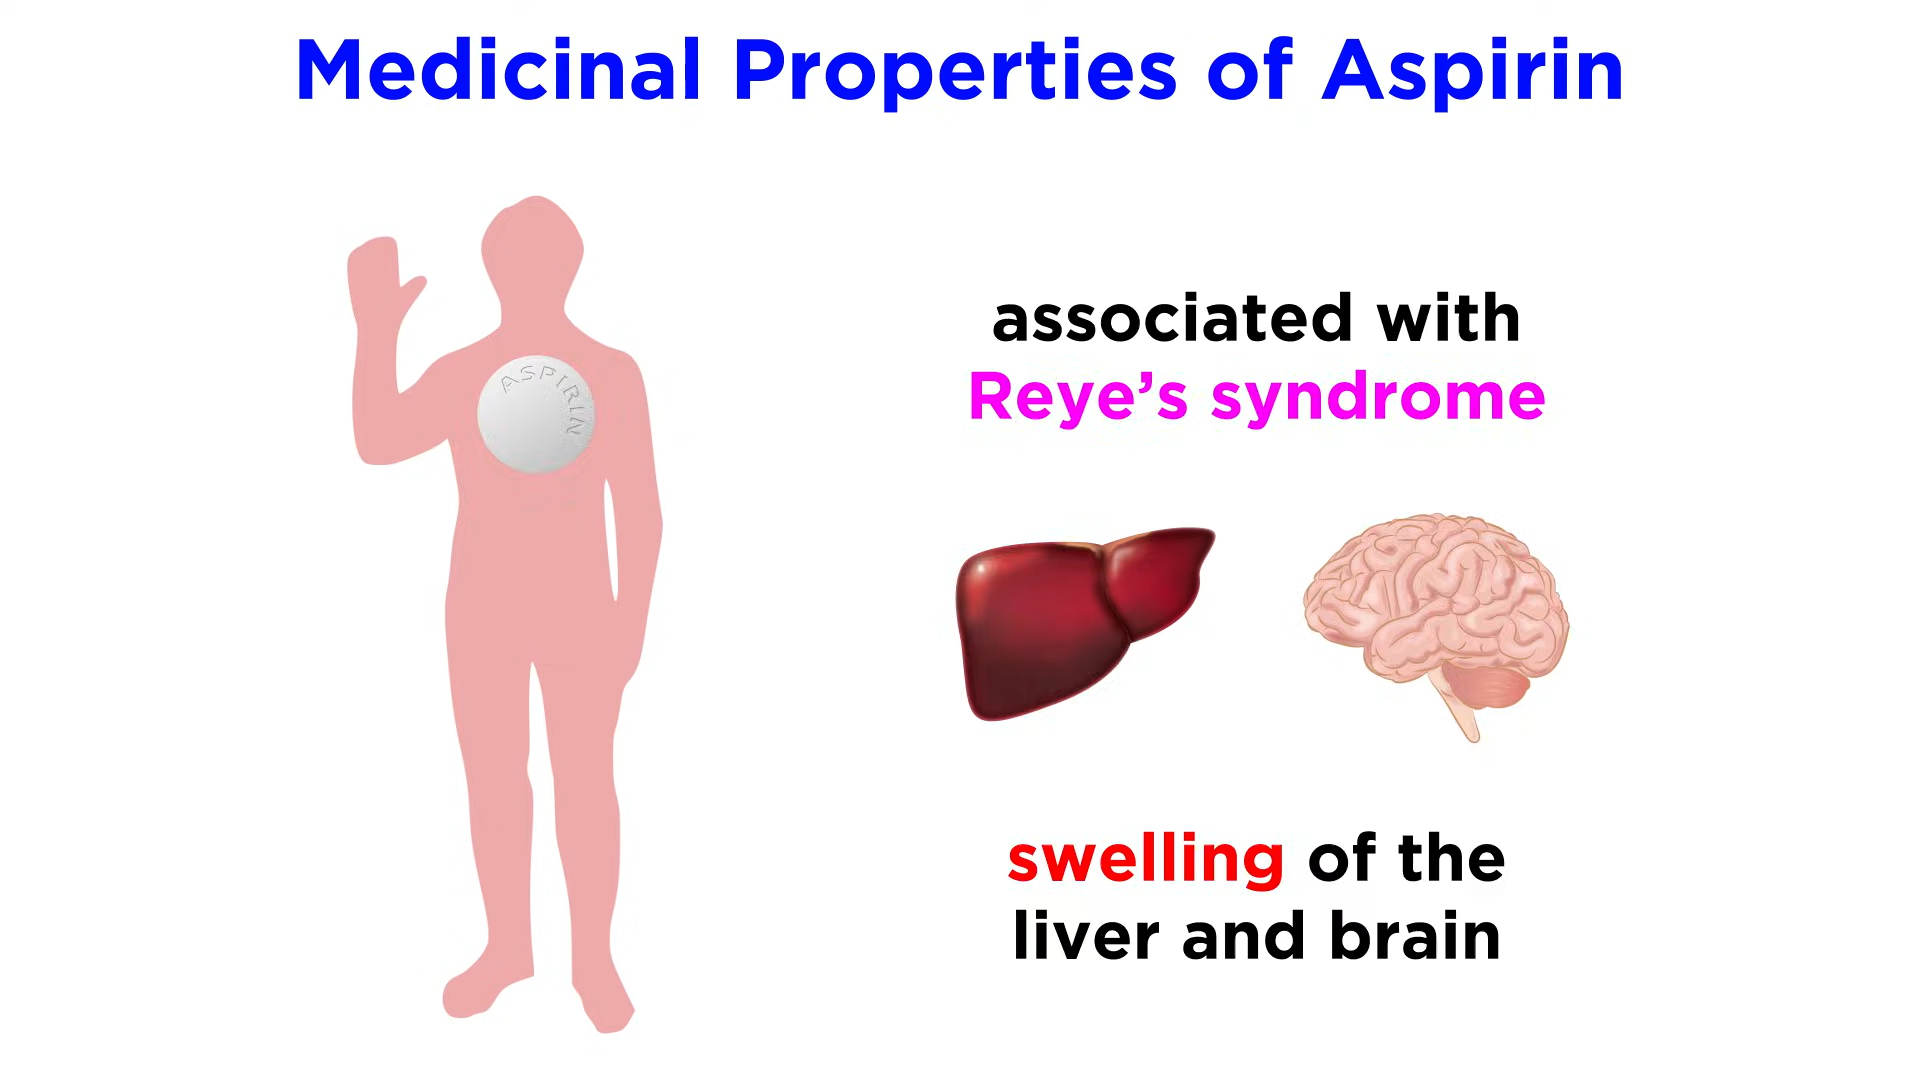 Medicinal Properties of Aspirin
ASPIRIN
associated with
Reye’s syndrome
swelling of the
liver and brain